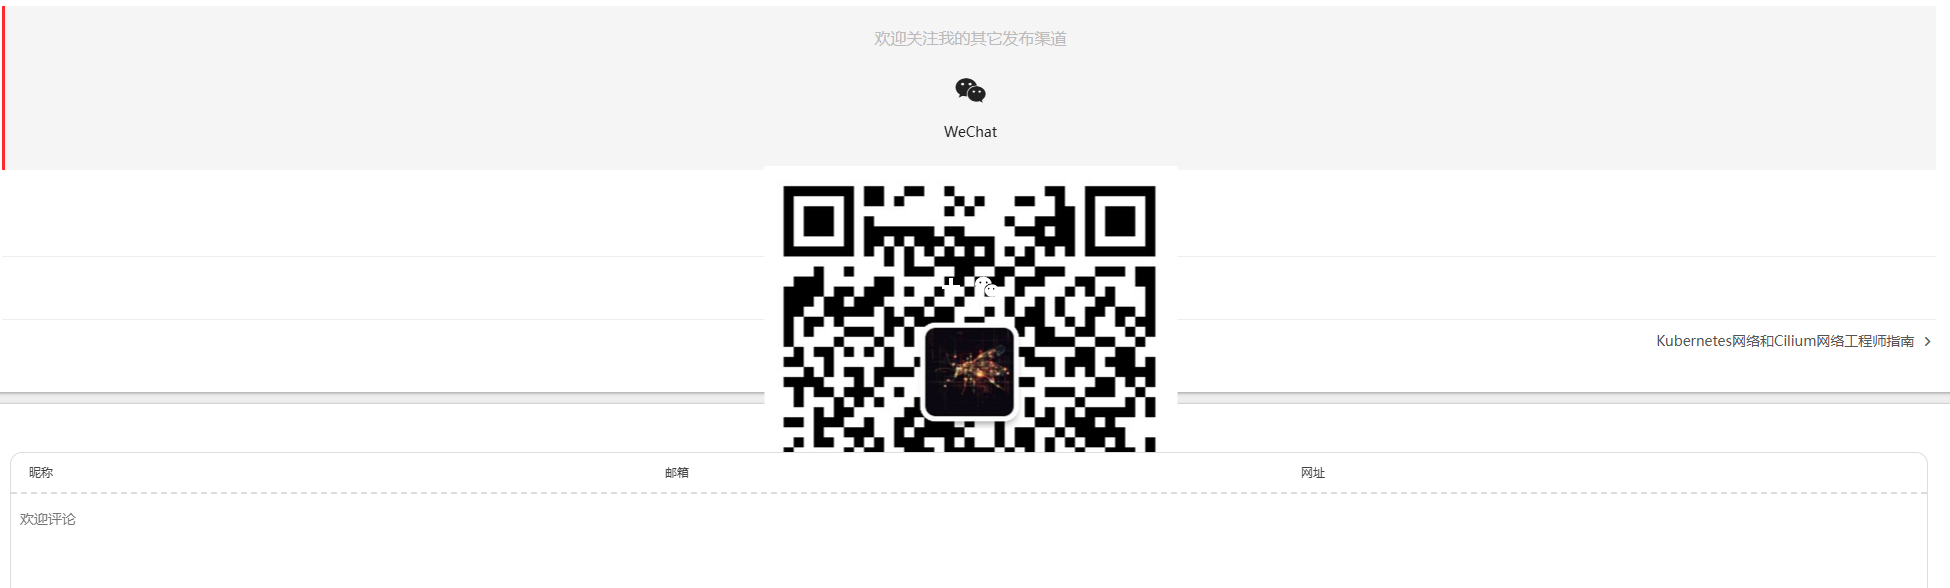 欢迎关注我的其它发布渠道
WeChat
Kubernetes网络和Cilium网络工程师指南
昵称
邮箱
网址
欢迎评论